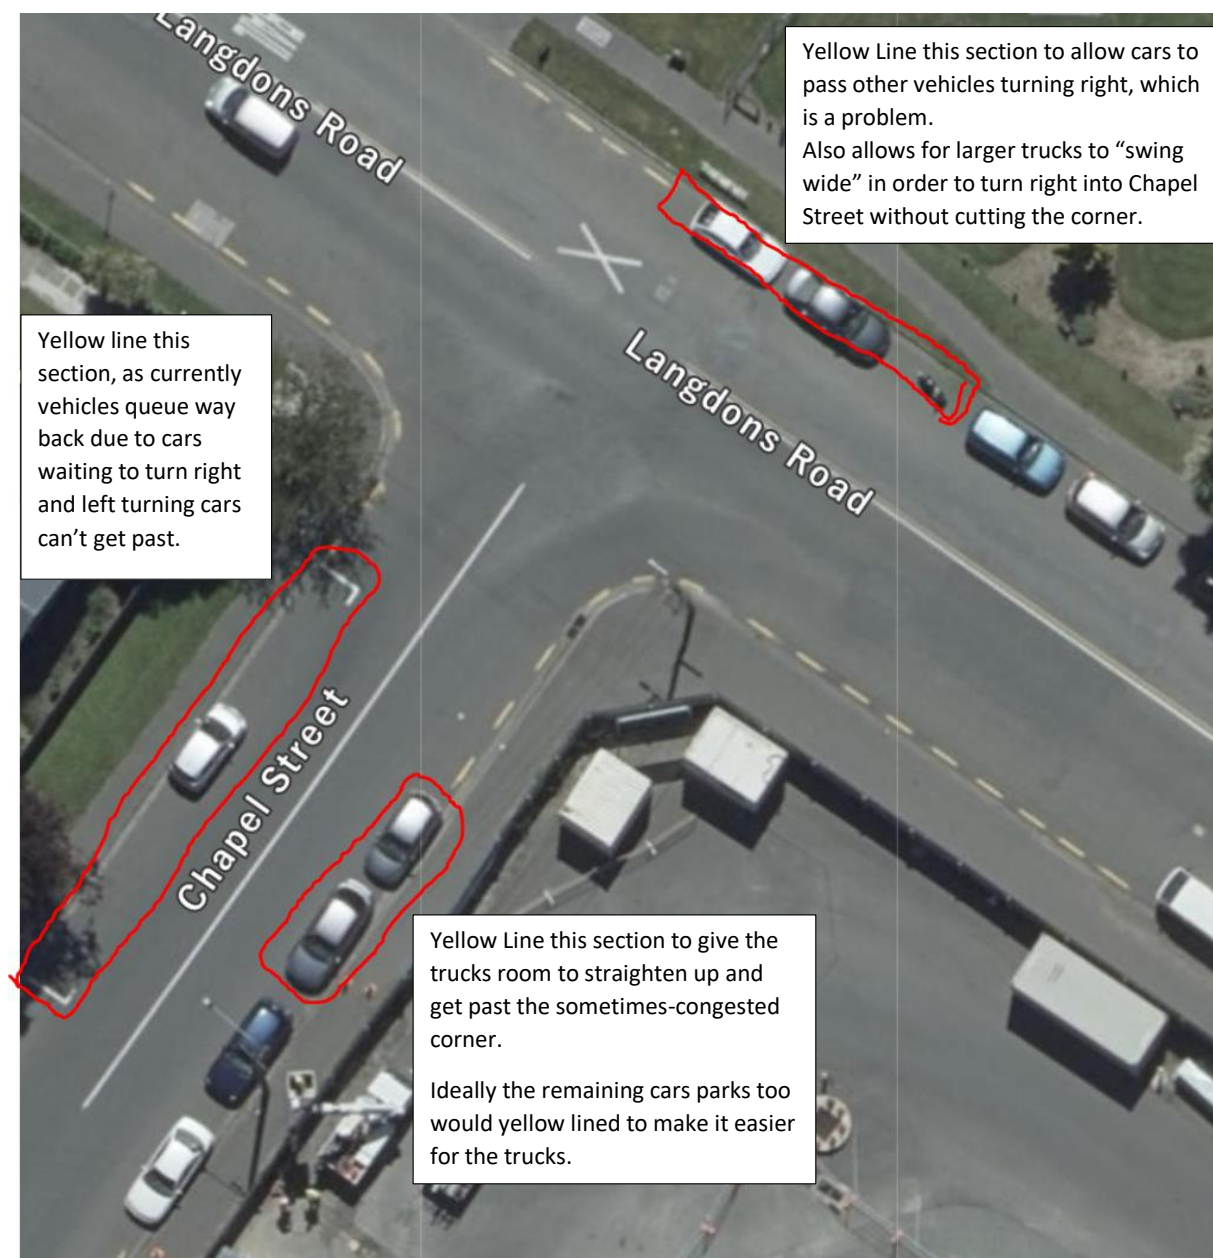 Langdons Road
Yellow Line this section to allow cars to
pass other vehicles turning right, which
is a problem.
Also allows for larger trucks to “swing
wide” in order to turn right into Chapel
Street without cutting the corner.
Yellow line this
section, as currently
vehicles queue way
back due to cars
waiting to turn right
and left turning cars
can’t get past.
Langdons Road
Chapel Street
Yellow Line this section to give the
trucks room to straighten up and
get past the sometimes-congested
corner.
Ideally the remaining cars parks too
would yellow lined to make it easier
for the trucks.